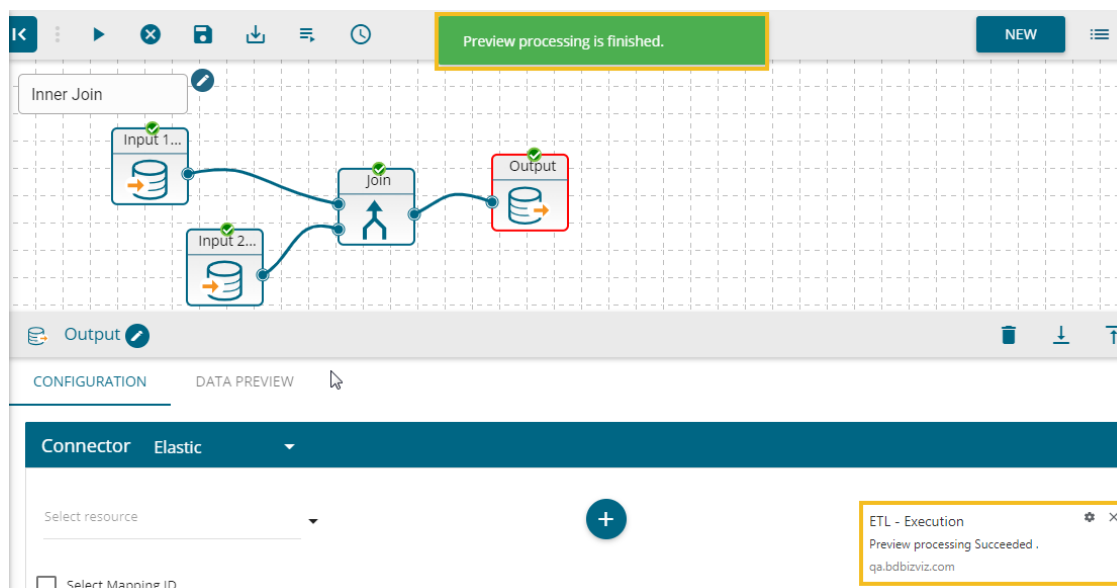 Preview processing is finished.
NEW
Inner Join
Input 1...
Join
Output
Input 2...
Output
CONFIGURATION
DATA PREVIEW
Connector Elastic
Select resource
ETL - Execution
Preview processing Succeeded .
qa.bdbizviz.com
Select Mapping ID